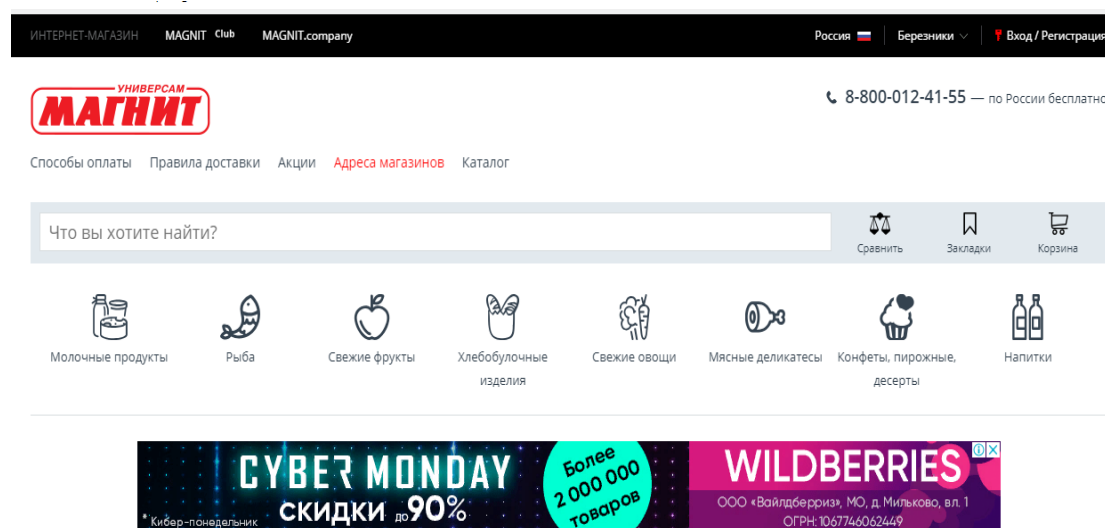 ИНТЕРНЕТ-МАГАЗИН MAGNIT Club MAGNIT.company Россия Березники Вход / Регистрация
УНИВЕРСАМ
МАГНИТ
8-800-012-41-55 — по России бесплатно
Способы оплаты Правила доставки Акции Адреса магазинов Каталог
Что вы хотите найти?
Сравнить Закладки Корзина
Молочные продукты Рыба Свежие фрукты Хлебобулочные изделия Свежие овощи Мясные деликатесы Конфеты, пирожные, десерты Напитки
CYBER MONDAY
скидки до 90%
* Кибер-понедельник
Более
2 000 000
товаров
WILDBERRIES
ООО «Вайлдберриз», МО, д. Мильково, вл. 1
ОГРН: 1067746062449